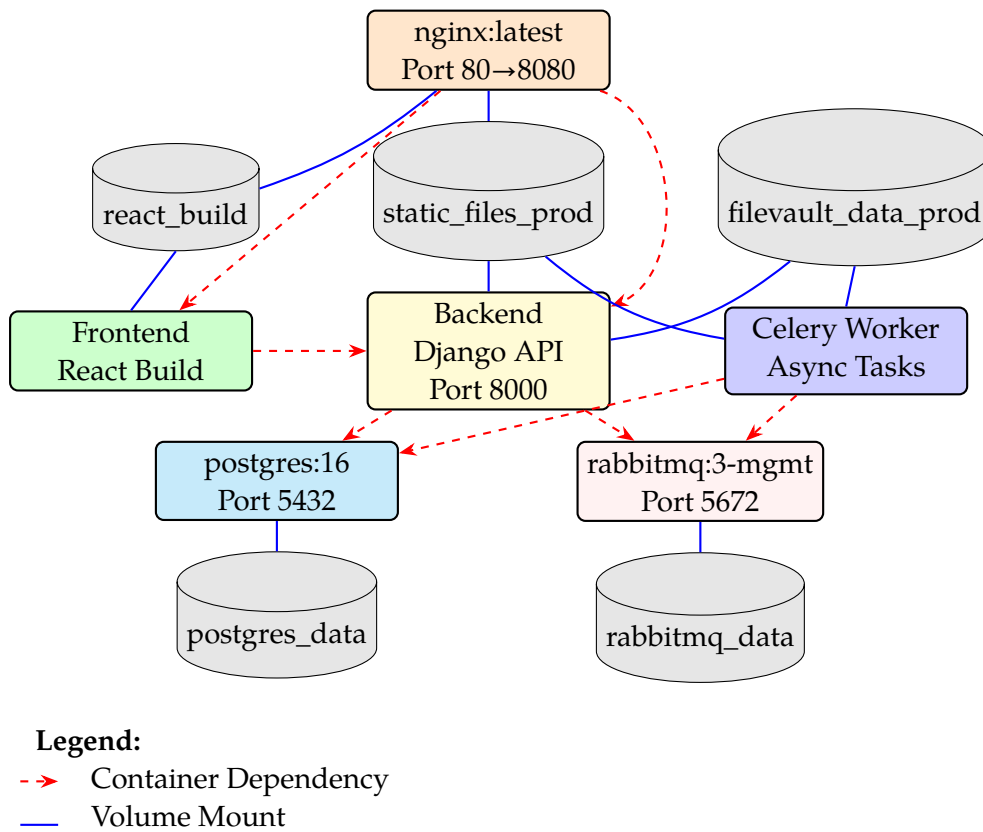 nginx:latest
Port 80→8080
react_build
static_files_prod
filevault_data_prod
Frontend
React Build
Backend
Django API
Port 8000
Celery Worker
Async Tasks
postgres:16
Port 5432
rabbitmq:3-mgmt
Port 5672
postgres_data
rabbitmq_data
Legend:
Container Dependency
Volume Mount